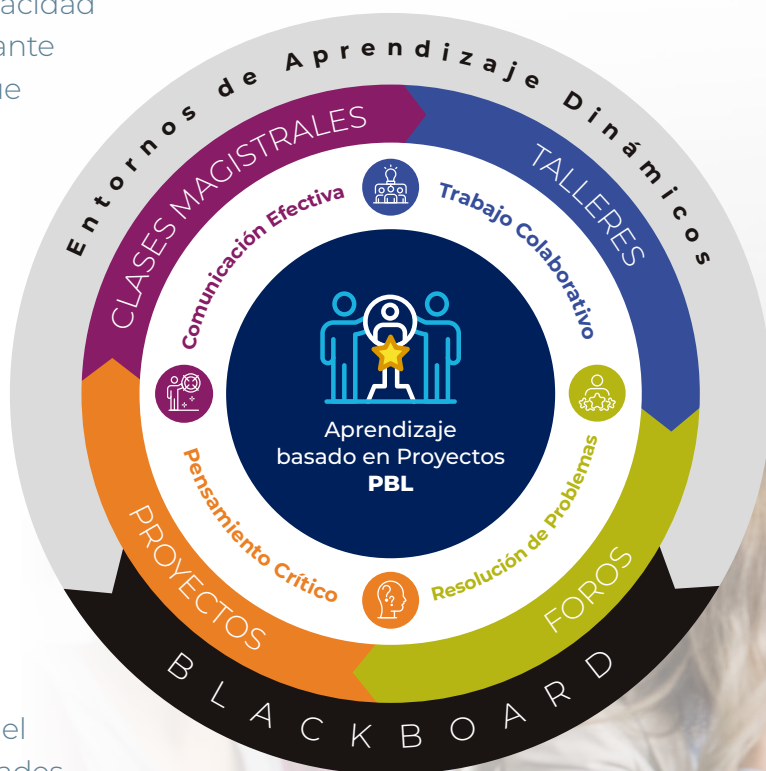 Entornos de Aprendizaje Dinámicos
CLASES MAGISTRALES
TALLERES
Comunicación Efectiva
Trabajo Colaborativo
Aprendizaje
basado en Proyectos
PBL
Pensamiento Crítico
Resolución de Problemas
PROYECTOS
FOROS
BLACKBOARD
el